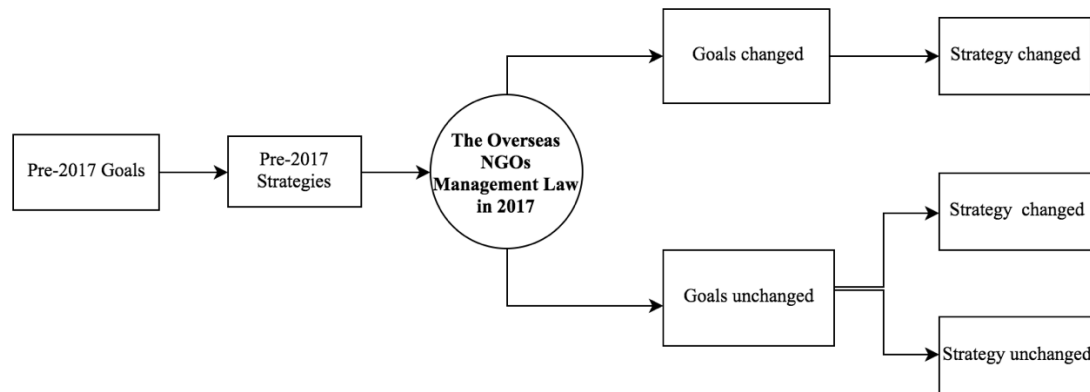 Pre-2017 Goals
Pre-2017
Strategies
The Overseas
NGOs
Management Law
in 2017
Goals changed
Strategy changed
Goals unchanged
Strategy changed
Strategy unchanged